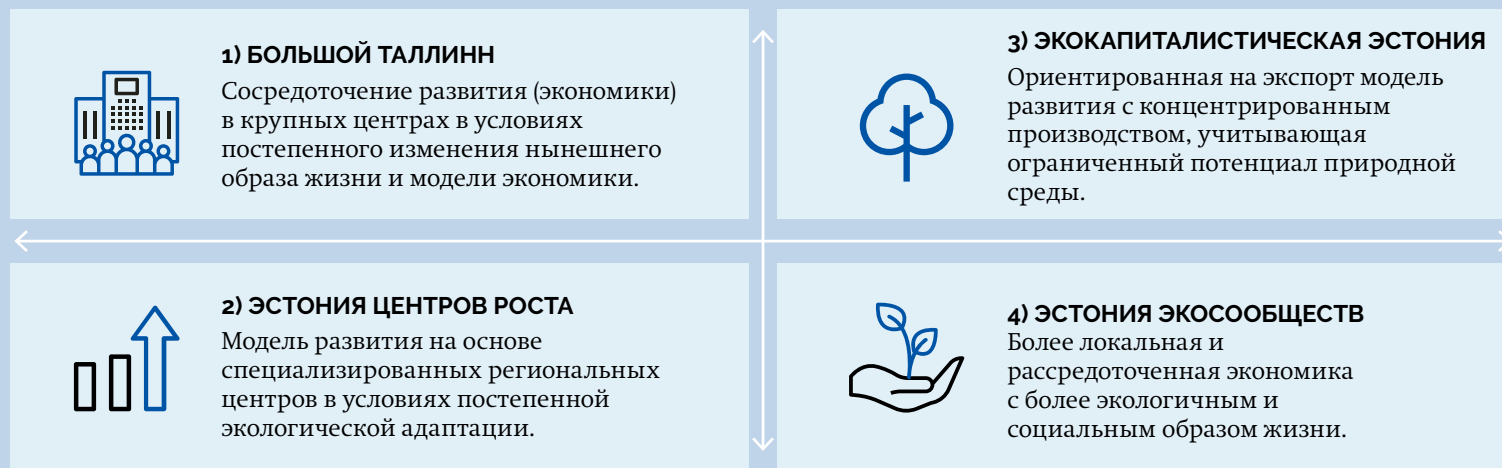 1) БОЛЬШОЙ ТАЛЛИНН
Сосредоточение развития (экономики)
в крупных центрах в условиях
постепенного изменения нынешнего
образа жизни и модели экономики.
2) ЭСТОНИЯ ЦЕНТРОВ РОСТА
Модель развития на основе
специализированных региональных
центров в условиях постепенной
экологической адаптации.
3) ЭКОКАПИТАЛИСТИЧЕСКАЯ ЭСТОНИЯ
Ориентированная на экспорт модель
развития с концентрированным
производством, учитывающая
ограниченный потенциал природной
среды.
4) ЭСТОНИЯ ЭКОСООБЩЕСТВ
Более локальная и
рассредоточенная экономика
с более экологичным и
социальным образом жизни.